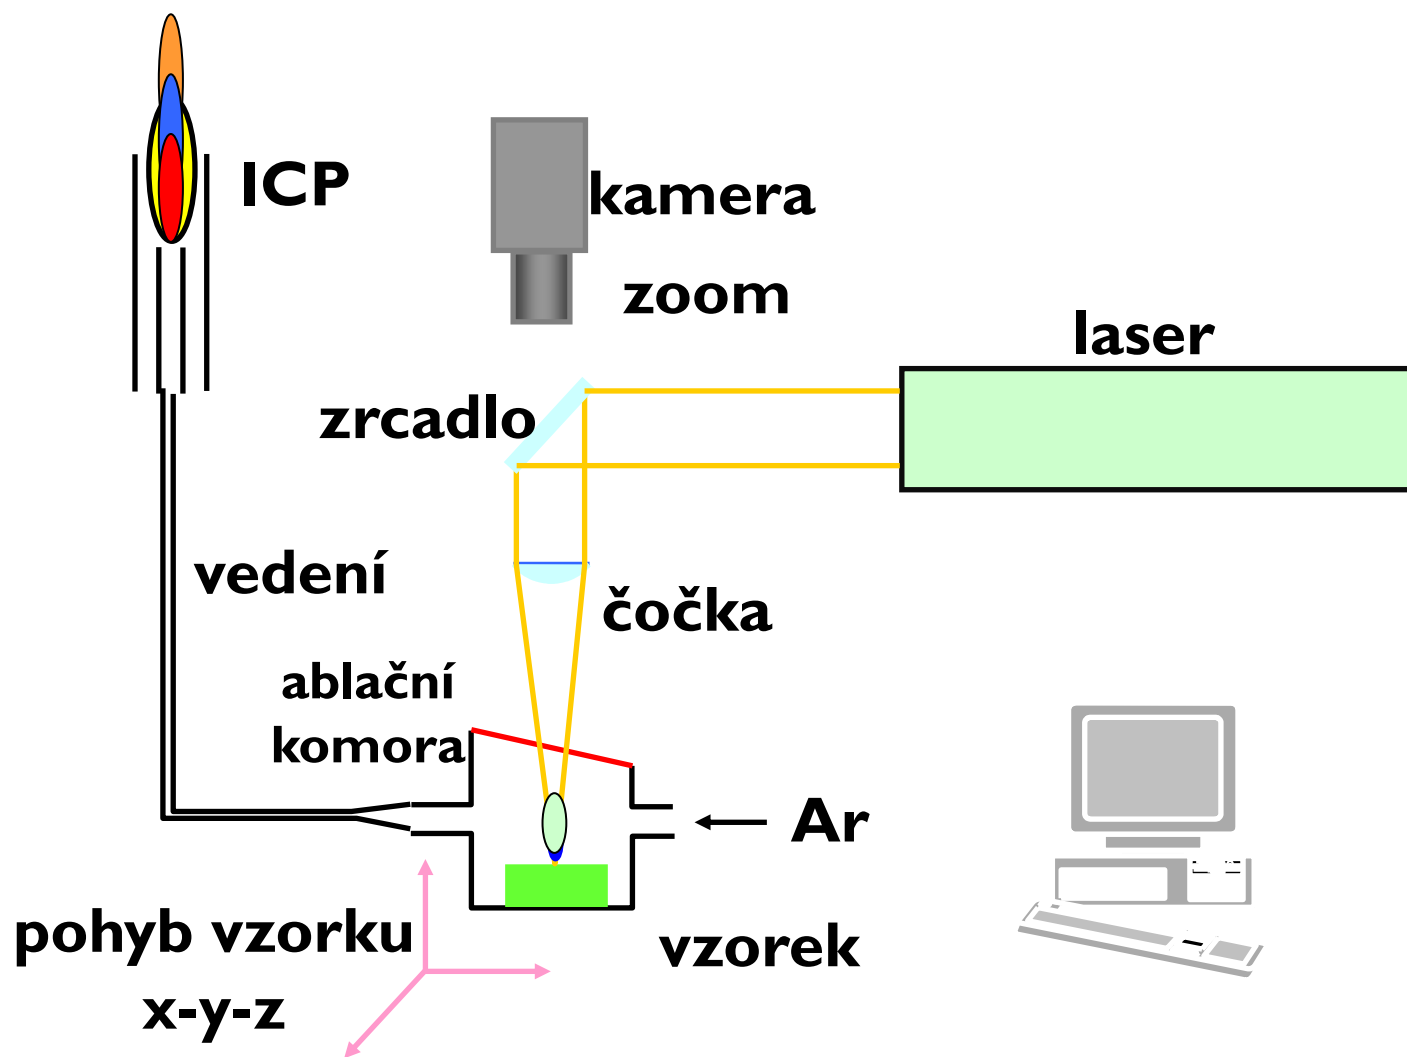 ICP
kamera
zoom
laser
zrcadlo
vedení
čočka
ablační
komora
Ar
pohyb vzorku
x-y-z
vzorek